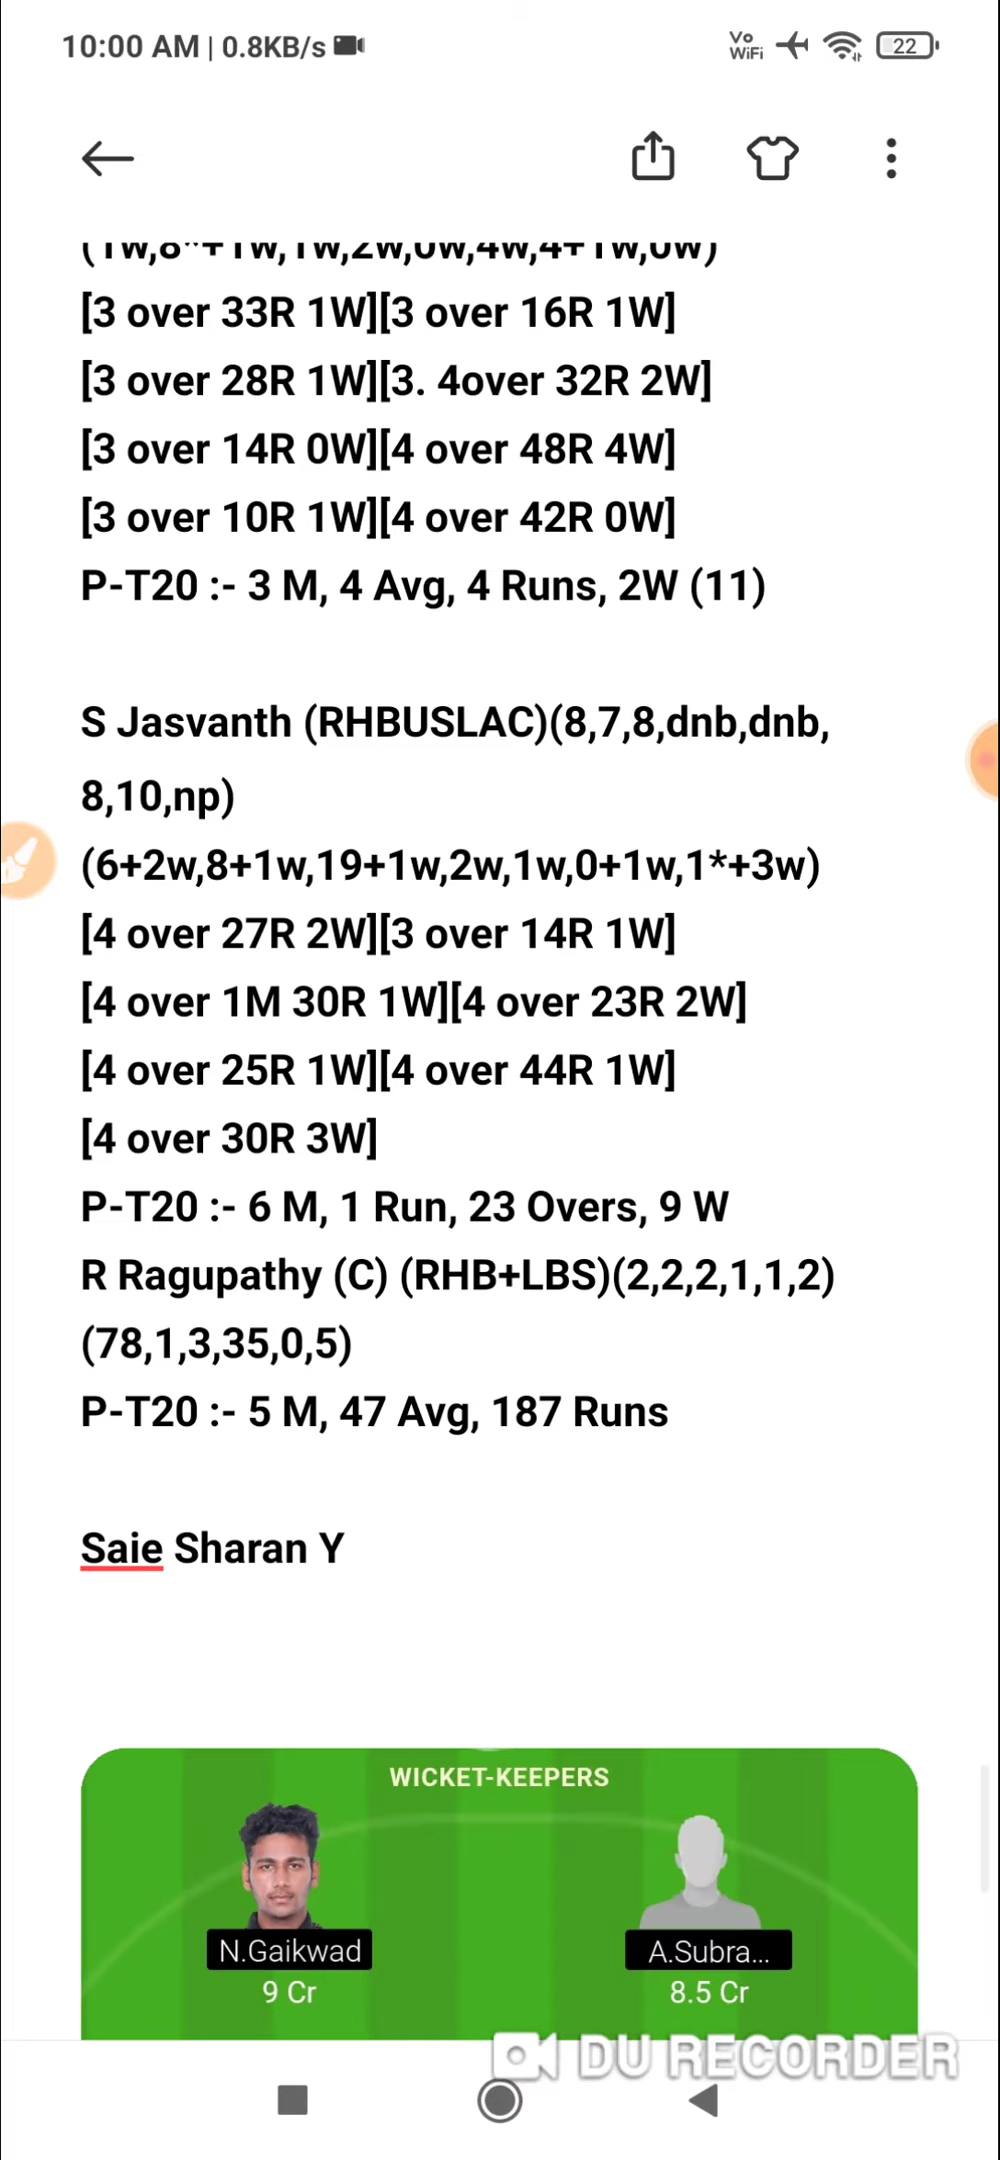 10:00 AM | 0.8KB/s
Vo WiFi
22
[3 over 33R 1W][3 over 16R 1W]
[3 over 28R 1W][3. 4over 32R 2W]
[3 over 14R 0W][4 over 48R 4W]
[3 over 10R 1W][4 over 42R 0W]
P-T20 :- 3 M, 4 Avg, 4 Runs, 2W (11)
S Jasvanth (RHBUSLAC)(8,7,8,dnb,dnb,
8,10,np)
(6+2w,8+1w,19+1w,2w,1w,0+1w,1*+3w)
[4 over 27R 2W][3 over 14R 1W]
[4 over 1M 30R 1W][4 over 23R 2W]
[4 over 25R 1W][4 over 44R 1W]
[4 over 30R 3W]
P-T20 :- 6 M, 1 Run, 23 Overs, 9 W
R Ragupathy (C) (RHB+LBS)(2,2,2,1,1,2)
(78,1,3,35,0,5)
P-T20 :- 5 M, 47 Avg, 187 Runs
Saie Sharan Y
WICKET-KEEPERS
N.Gaikwad
A.Subra...
9 Cr
8.5 Cr
DU RECORDER